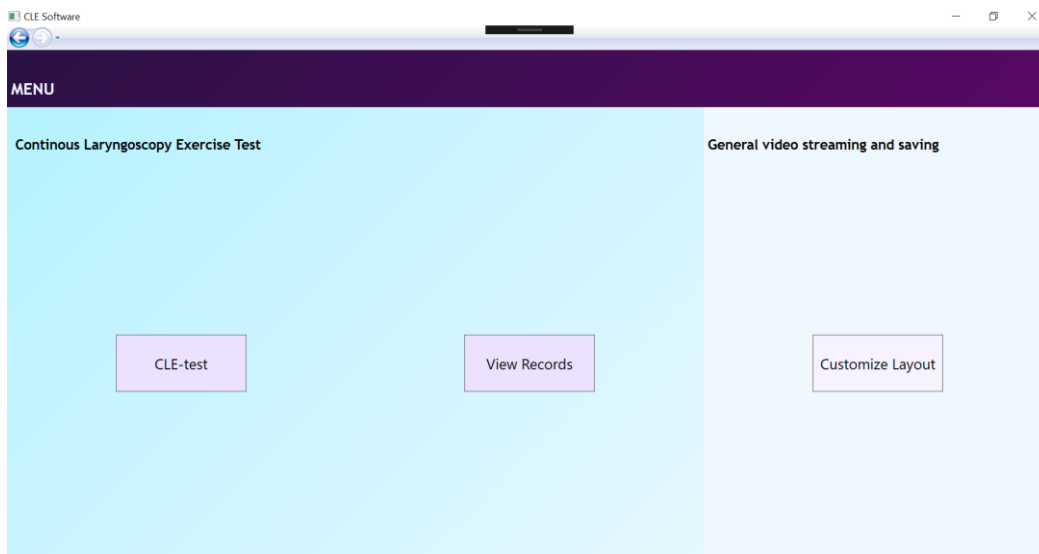 CLE Software
MENU
Continous Laryngoscopy Exercise Test
General video streaming and saving
CLE-test
View Records
Customize Layout